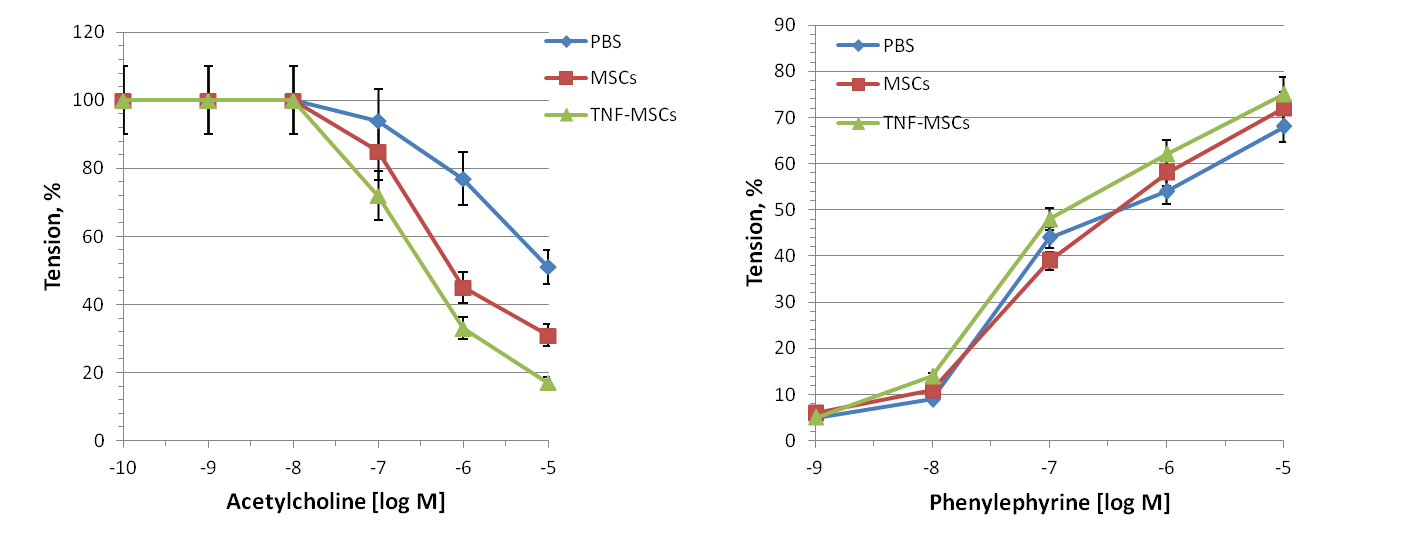 120
100
80
60
40
20
0
Tension, %
-10 -9 -8 -7 -6 -5
Acetylcholine [log M]
PBS
MSCs
TNF-MSCs
90
80
70
60
50
40
30
20
10
0
Tension, %
-9 -8 -7 -6 -5
Phenylephyrine [log M]
PBS
MSCs
TNF-MSCs